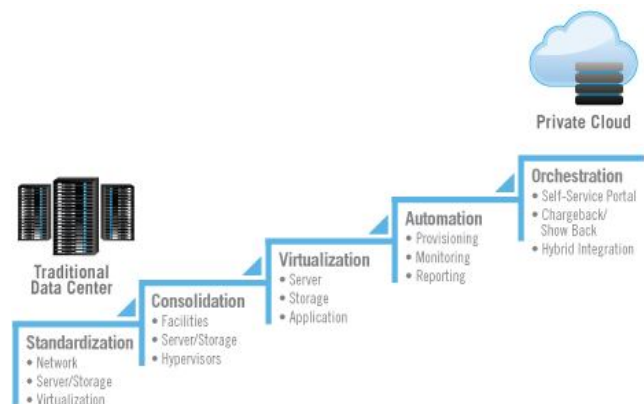 Private Cloud
Traditional
Data Center
Standardization
• Network
• Server/Storage
• Virtualization
Consolidation
• Facilities
• Server/Storage
• Hypervisors
Virtualization
• Server
• Storage
• Application
Automation
• Provisioning
• Monitoring
• Reporting
Orchestration
• Self-Service Portal
• Chargeback/
Show Back
• Hybrid Integration